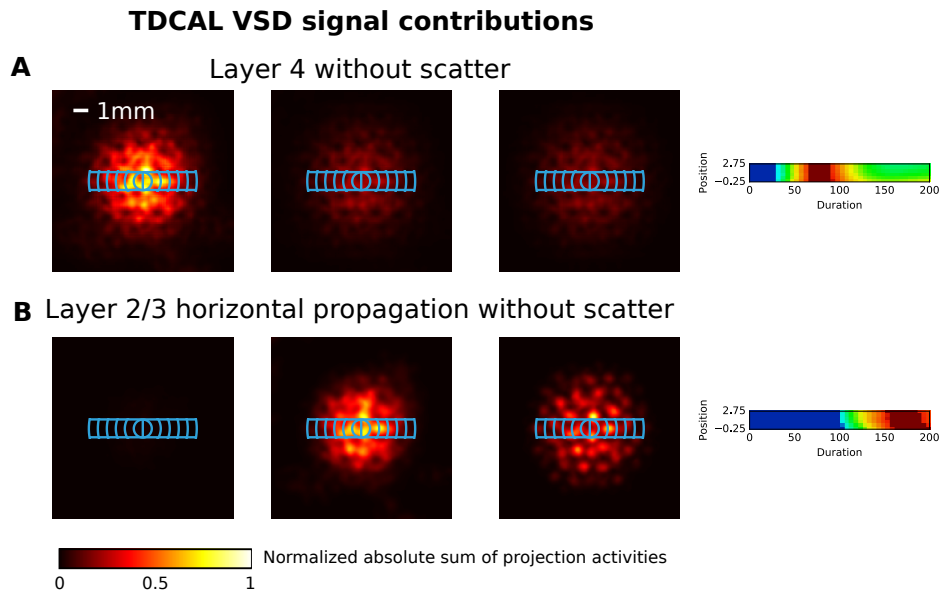 TDCAL VSD signal contributions
A
Layer 4 without scatter
1mm
Position
2.75
−0.25
0 50 100 150 200
Duration
B
Layer 2/3 horizontal propagation without scatter
Position
2.75
−0.25
0 50 100 150 200
Duration
Normalized absolute sum of projection activities
0 0.5 1